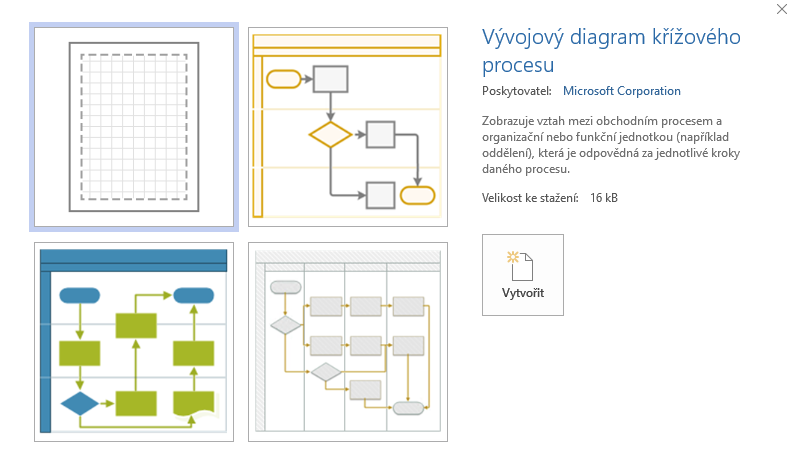 Vývojový diagram křížového
procesu
Poskytovatel: Microsoft Corporation
Zobrazuje vztah mezi obchodním procesem a
organizační nebo funkční jednotkou (například
oddělení), která je odpovědná za jednotlivé kroky
daného procesu.
Velikost ke stažení: 16 kB
Vytvořit